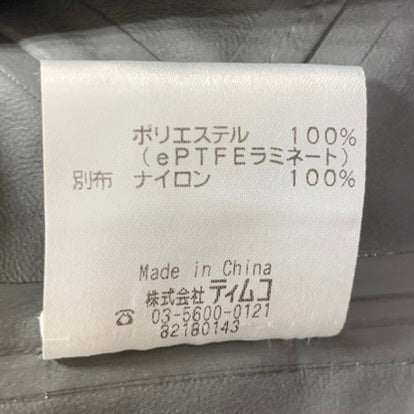 ポリエステル 100%
(ePTFEラミネート)
別布 ナイロン 100%
Made in China
株式会社 ティムコ
☎ 03-5600-0121
82180143